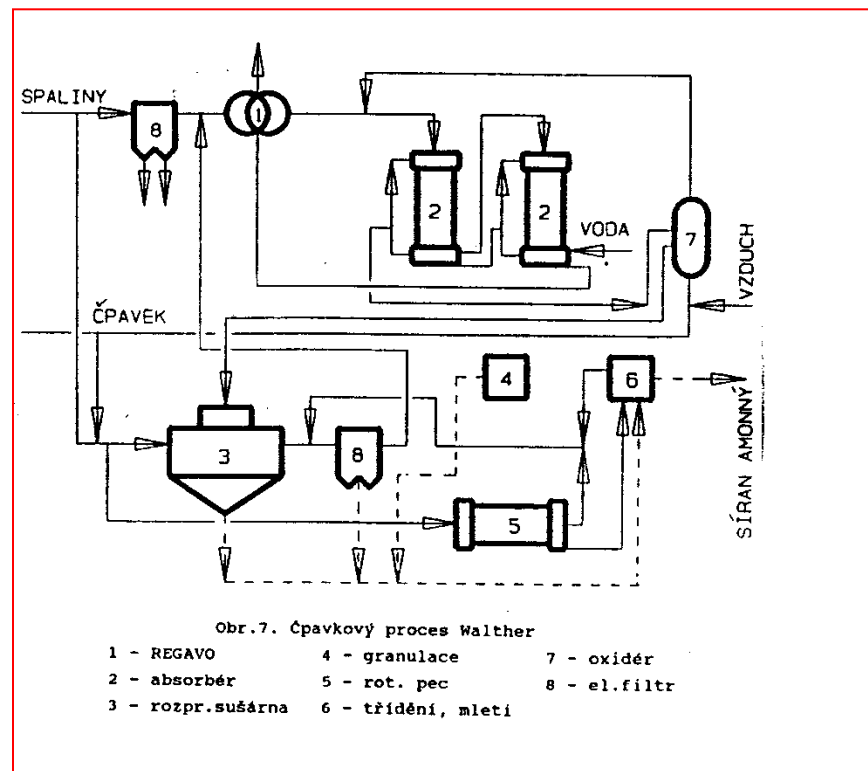 SPALINY
8
1
2
2
VODA
7
VZDUCH
ČPAVEK
4
6
3
8
5
SÍRAN AMONNÝ
Obr.7. Čpavkový proces Walther
1 - REGAVO 4 - granulace 7 - oxidér
2 - absorbér 5 - rot. pec 8 - el.filtr
3 - rozpr.sušárna 6 - třídění, mletí